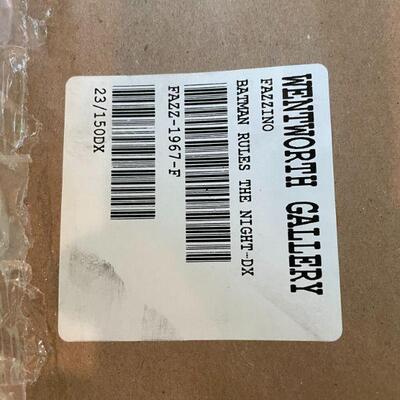 WENTWORTH GALLERY
FAZZINO
BATMAN RULES THE NIGHT-DX
FAZZ-1967-F
23/150DX